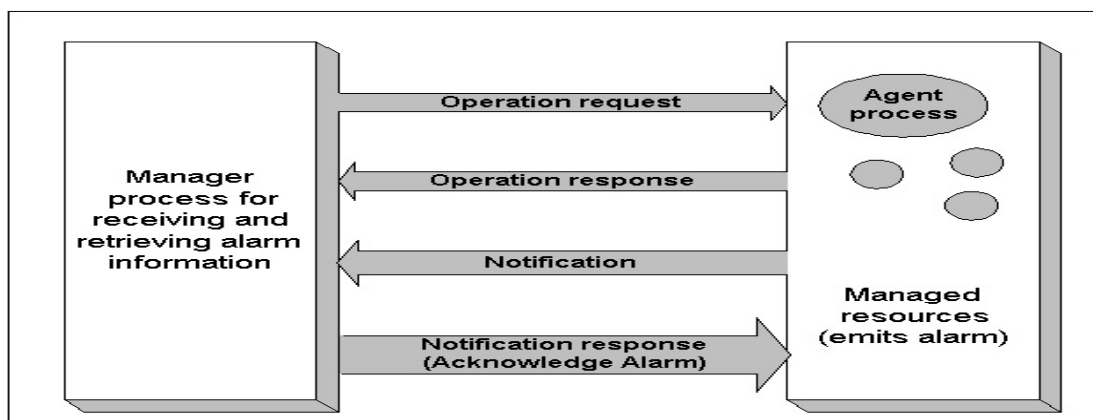 Manager
process for
receiving and
retrieving alarm
information
Operation request
Operation response
Notification
Notification response
(Acknowledge Alarm)
Agent
process
Managed
resources
(emits alarm)